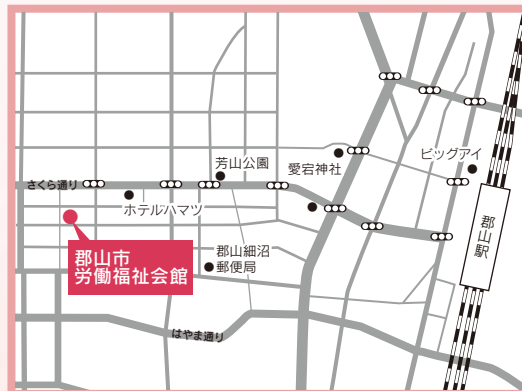 芳山公園
愛宕神社
ビッグアイ
さくら通り
ホテルハマツ
郡山駅
郡山市
労働福祉会館
郡山細沼
郵便局
はやま通り